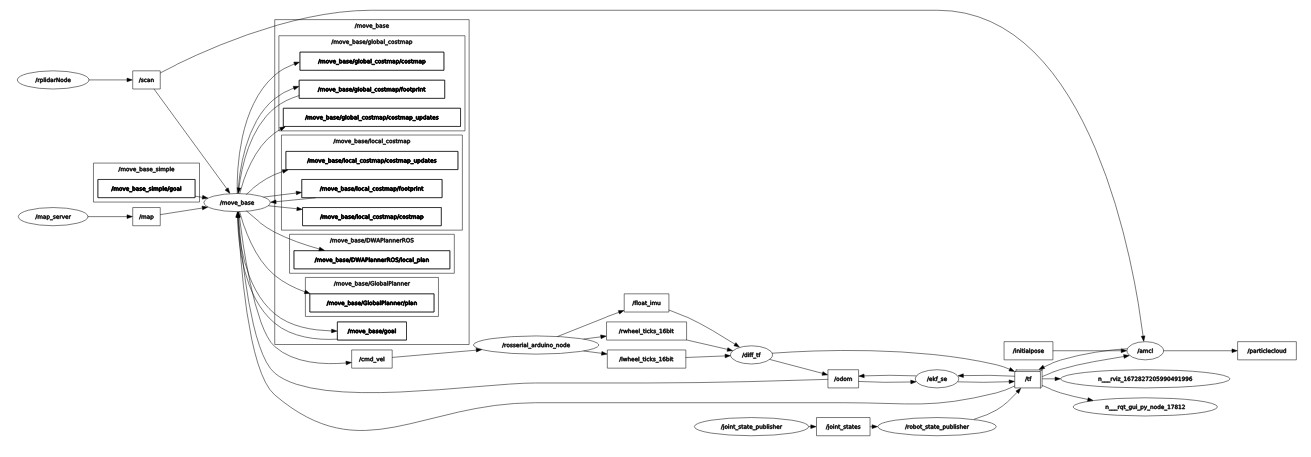 /move_base
/move_base/global_costmap
/move_base/global_costmap/costmap
/rplidarNode
/scan
/move_base/global_costmap/footprint
/move_base/global_costmap/costmap_updates
/move_base/local_costmap
/move_base/local_costmap/costmap_updates
/move_base_simple
/move_base_simple/goal
/move_base/local_costmap/footprint
/move_base
/map_server
/map
/move_base/local_costmap/costmap
/move_base/DWAPlannerROS
/move_base/DWAPlannerROS/local_plan
/move_base/GlobalPlanner
/move_base/GlobalPlanner/plan
/move_base/goal
/cmd_vel
/rosserial_arduino_node
/float_imu
/rwheel_ticks_16bit
/lwheel_ticks_16bit
/diff_tf
/odom
/ekf_se
/initialpose
/tf
/amcl
/particlecloud
n___rviz_1672827205990491996
n___rqt_gui_py_node_17812
/joint_state_publisher
/joint_states
/robot_state_publisher